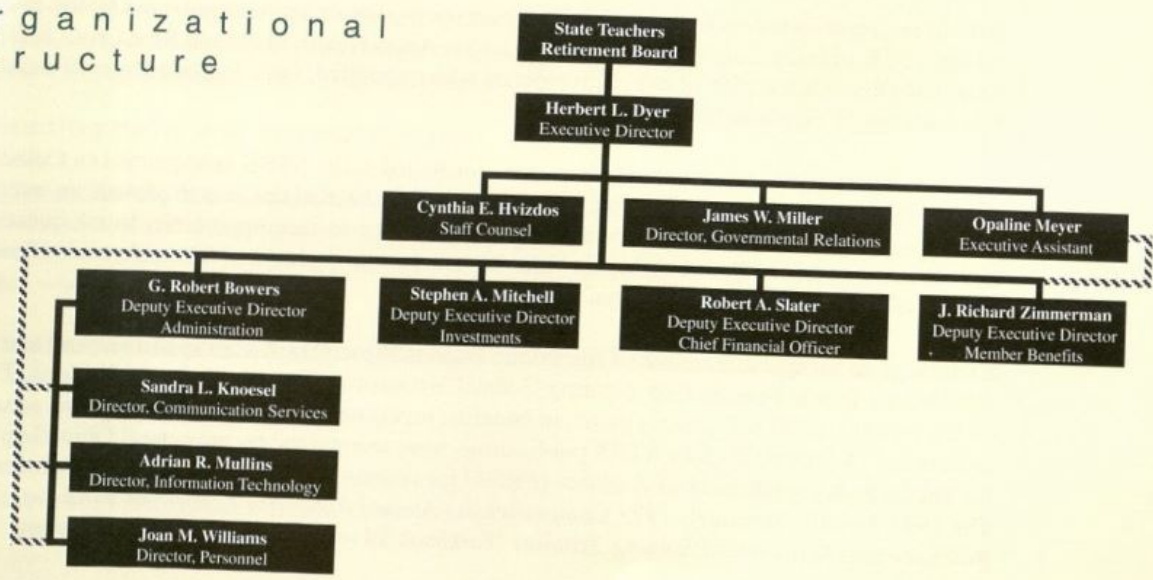 rganizational
ructure
State Teachers
Retirement Board
Herbert L. Dyer
Executive Director
Cynthia E. Hvizdos
Staff Counsel
James W. Miller
Director, Governmental Relations
Opaline Meyer
Executive Assistant
G. Robert Bowers
Deputy Executive Director
Administration
Stephen A. Mitchell
Deputy Executive Director
Investments
Robert A. Slater
Deputy Executive Director
Chief Financial Officer
J. Richard Zimmerman
Deputy Executive Director
Member Benefits
Sandra L. Knoesel
Director, Communication Services
Adrian R. Mullins
Director, Information Technology
Joan M. Williams
Director, Personnel